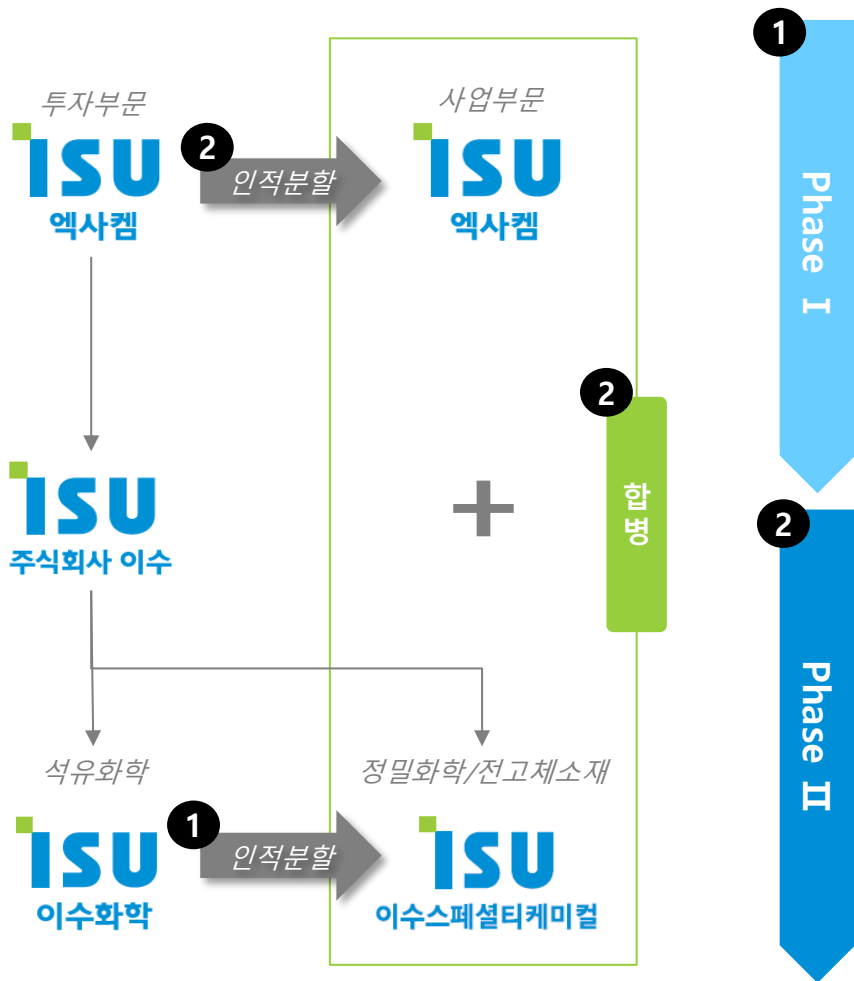 투자부문
ISU
엑사켐
2
인적분할
사업부문
ISU
엑사켐
ISU
주식회사 이수
+
2
합병
석유화학
ISU
이수화학
1
인적분할
정밀화학/전고체소재
ISU
이수스페셜티케미컬
1
Phase I
2
Phase II